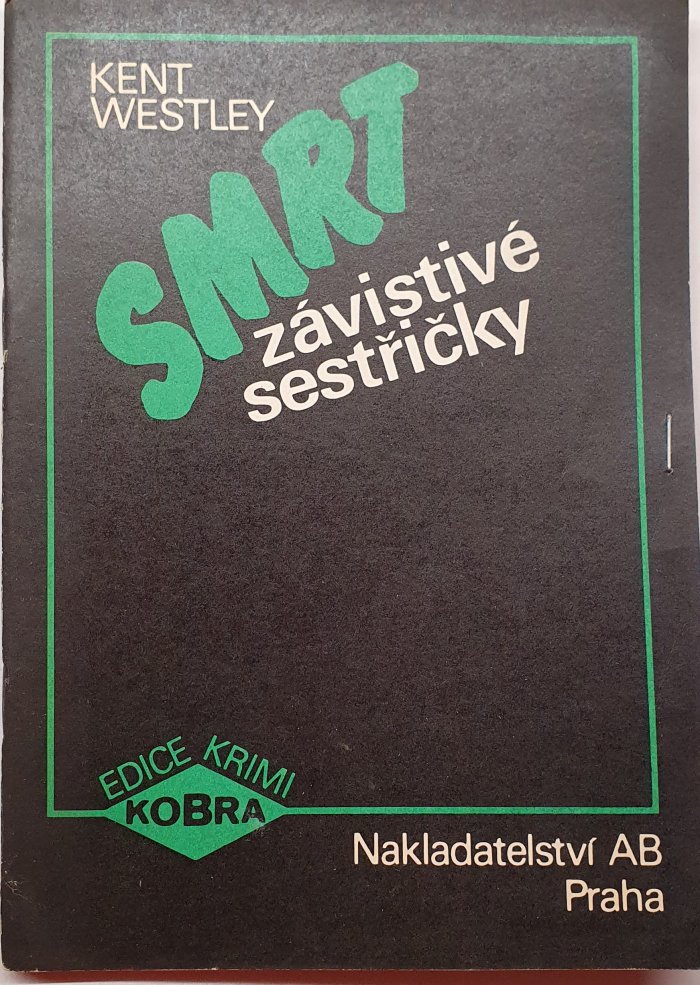 KENT
WESTLEY
SMRT
závistivé
sestřičky
EDICE KRIMI
KOBRA
Nakladatelství AB
Praha